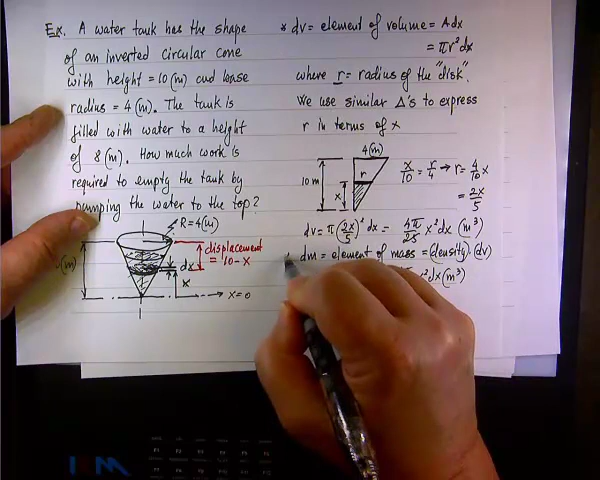 Ex. A water tank has the shape
of an inverted circular cone
with height = 10 (m) and base
radius = 4 (m). The tank is
filled with water to a height
of 8 (m). How much work is
required to empty the tank by
pumping the water to the top?
R = 4(m)
displacement
= 10 - x
(m)
dx
x
x = 0
* dv = element of volume = A dx
= πr² dx
where r = radius of the "disk".
We use similar Δ's to express
r in terms of x
4(m)
10 m
r
x
x/10 = r/4 → r = 4/10 x
= 2x/5
dv = π(2x/5)² dx = 4π/25 x² dx (m³)
dm = element of mass = (density)·(dv)
x² dx (m³)